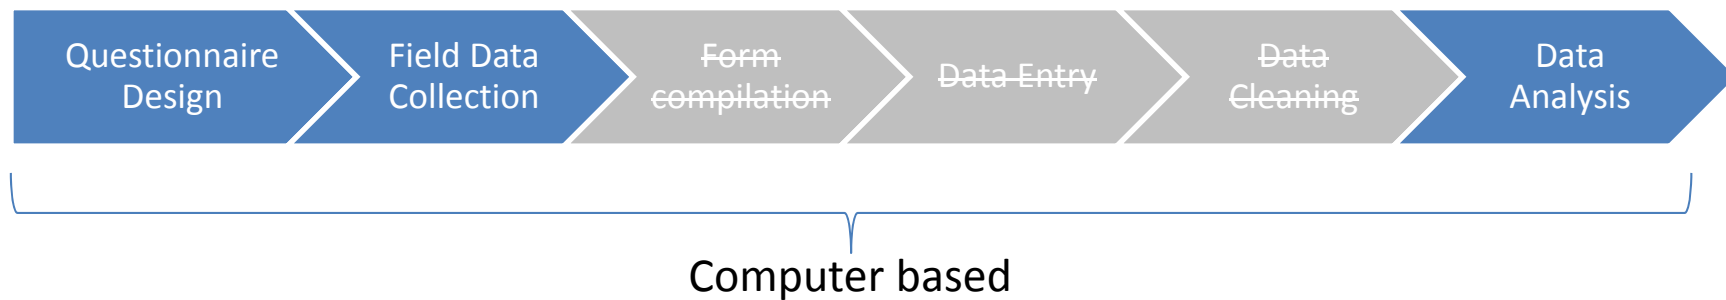 Questionnaire
Design
Field Data
Collection
Form
compilation
Data Entry
Data
Cleaning
Data
Analysis
Computer based